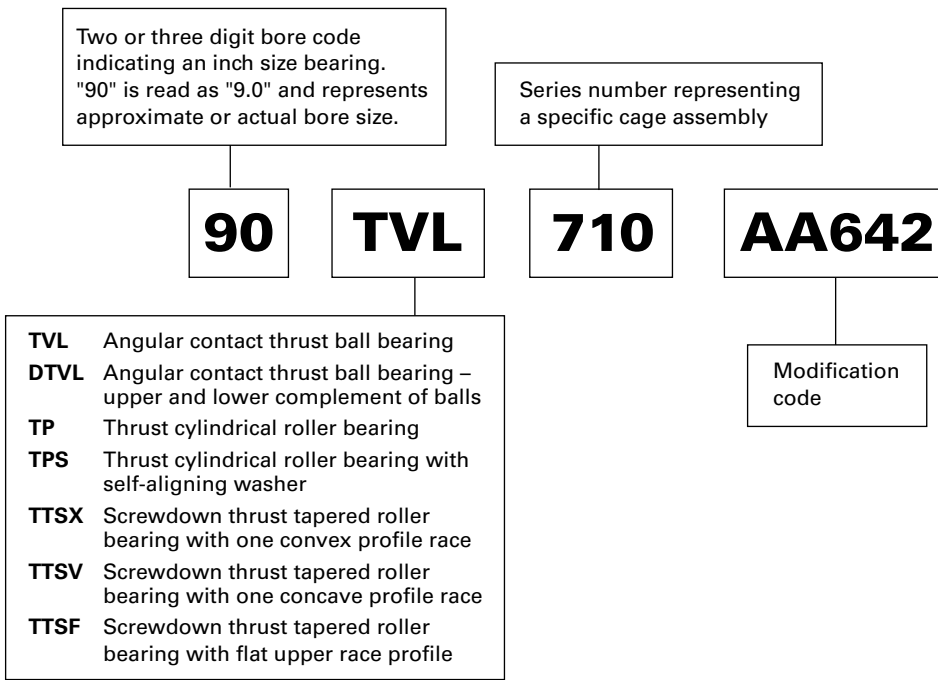 Two or three digit bore code
indicating an inch size bearing.
"90" is read as "9.0" and represents
approximate or actual bore size.
Series number representing
a specific cage assembly
90 TVL 710 AA642
TVL Angular contact thrust ball bearing
DTVL Angular contact thrust ball bearing –
upper and lower complement of balls
TP Thrust cylindrical roller bearing
TPS Thrust cylindrical roller bearing with
self-aligning washer
TTSX Screwdown thrust tapered roller
bearing with one convex profile race
TTSV Screwdown thrust tapered roller
bearing with one concave profile race
TTSF Screwdown thrust tapered roller
bearing with flat upper race profile
Modification
code